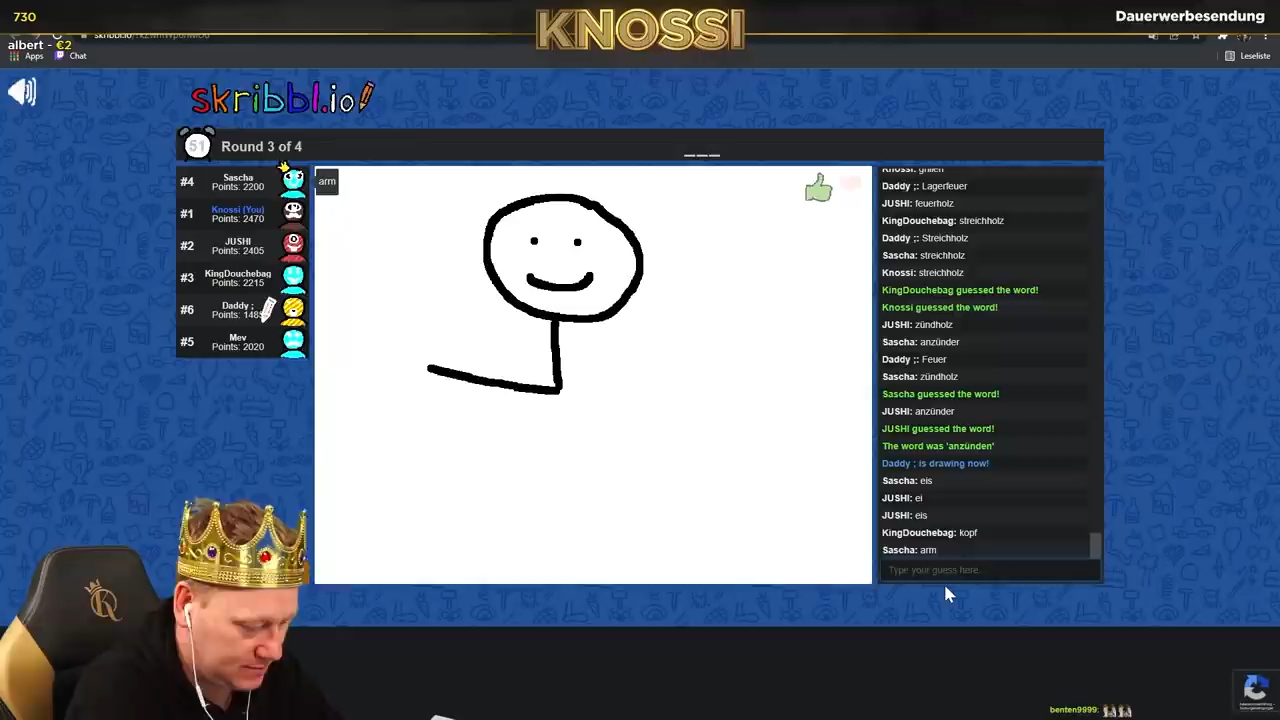 730
KNOSSI
Dauerwerbesendung
albert - €2
Apps
Chat
Leseliste
skribbl.io
51
Round 3 of 4
___
#4
Sascha
Points: 2200
#1
Knossi (You)
Points: 2470
#2
JUSHI
Points: 2405
#3
KingDouchebag
Points: 2215
#6
Daddy ;
Points: 1485
#5
Mev
Points: 2020
arm
Knossi: grillen
Daddy ;: Lagerfeuer
JUSHI: feuerholz
KingDouchebag: streichholz
Daddy ;: Streichholz
Sascha: streichholz
Knossi: streichholz
KingDouchebag guessed the word!
Knossi guessed the word!
JUSHI: zündholz
Sascha: anzünder
Daddy ;: Feuer
Sascha: zündholz
Sascha guessed the word!
JUSHI: anzünder
JUSHI guessed the word!
The word was 'anzünden'
Daddy ; is drawing now!
Sascha: eis
JUSHI: ei
JUSHI: eis
KingDouchebag: kopf
Sascha: arm
Type your guess here.
benten9999: